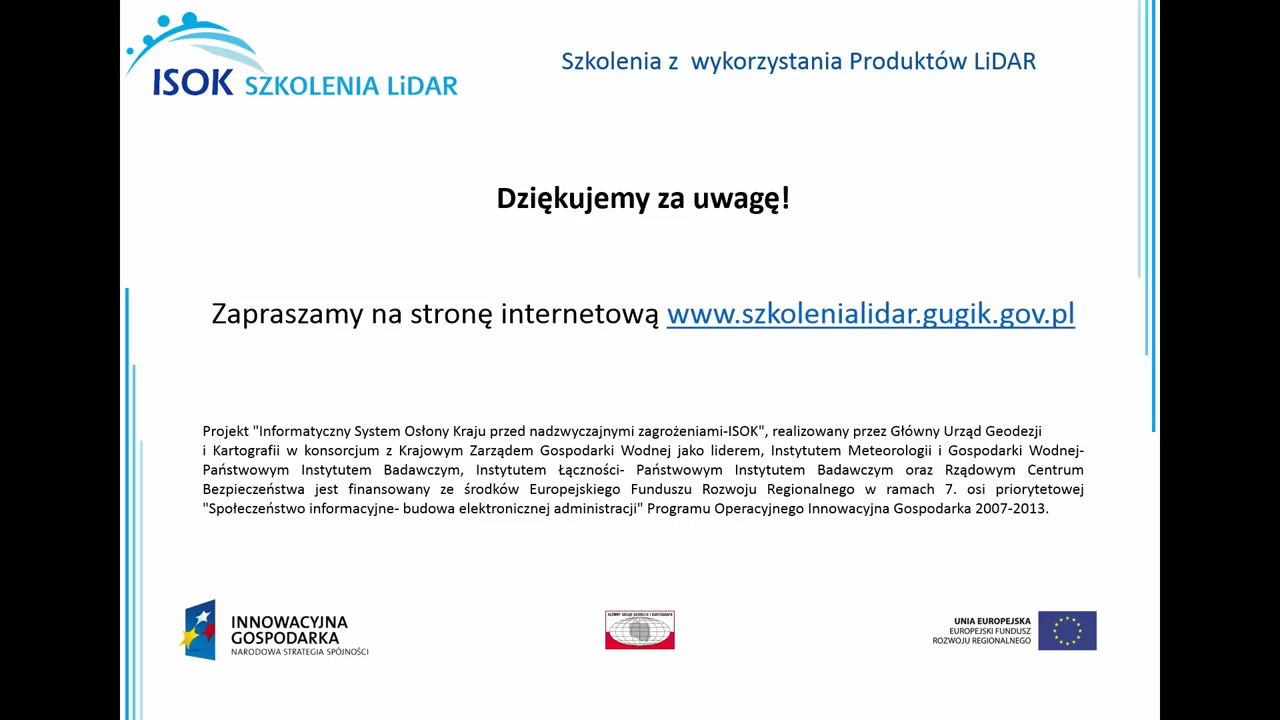 ISOK SZKOLENIA LiDAR
Szkolenia z wykorzystania Produktów LiDAR
Dziękujemy za uwagę!
Zapraszamy na stronę internetową www.szkolenialidar.gugik.gov.pl
Projekt "Informatyczny System Osłony Kraju przed nadzwyczajnymi zagrożeniami-ISOK", realizowany przez Główny Urząd Geodezji
i Kartografii w konsorcjum z Krajowym Zarządem Gospodarki Wodnej jako liderem, Instytutem Meteorologii i Gospodarki Wodnej-
Państwowym Instytutem Badawczym, Instytutem Łączności- Państwowym Instytutem Badawczym oraz Rządowym Centrum
Bezpieczeństwa jest finansowany ze środków Europejskiego Funduszu Rozwoju Regionalnego w ramach 7. osi priorytetowej
"Społeczeństwo informacyjne- budowa elektronicznej administracji" Programu Operacyjnego Innowacyjna Gospodarka 2007-2013.
INNOWACYJNA
GOSPODARKA
NARODOWA STRATEGIA SPÓJNOŚCI
GŁÓWNY URZĄD GEODEZJI I KARTOGRAFII
UNIA EUROPEJSKA
EUROPEJSKI FUNDUSZ
ROZWOJU REGIONALNEGO